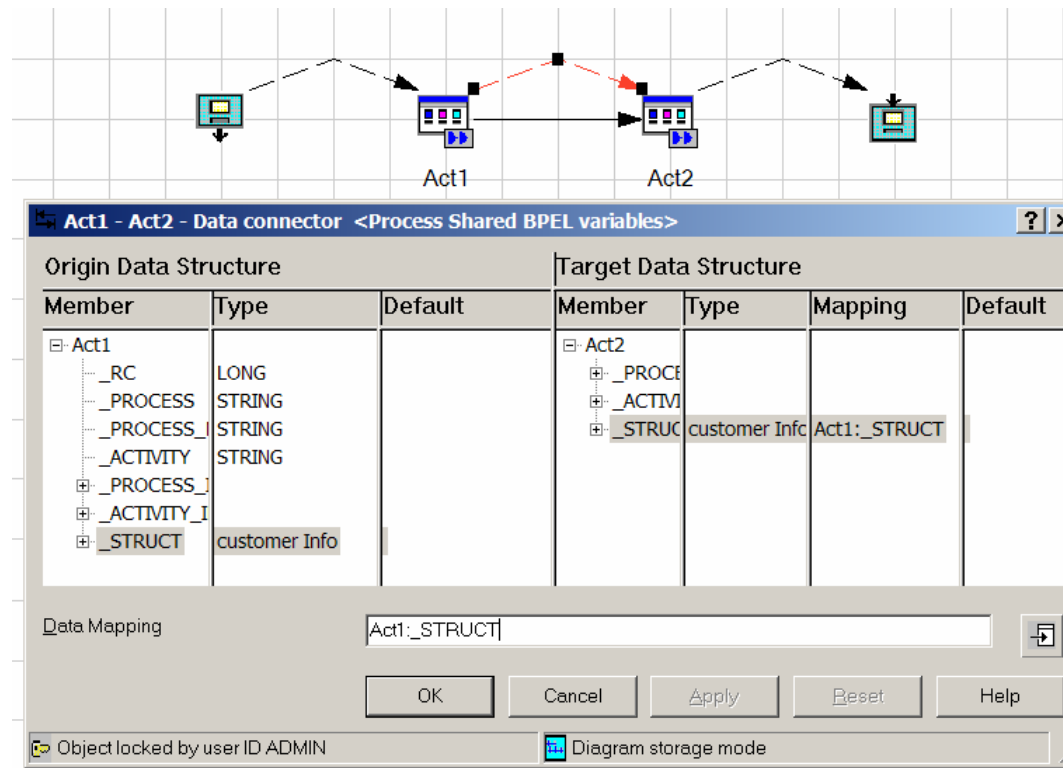 Act1 Act2
Act1 - Act2 - Data connector <Process Shared BPEL variables>
Origin Data Structure Target Data Structure
Member Type Default Member Type Mapping Default
Act1 Act2
_RC LONG _PROCE
_PROCESS STRING _ACTIVI
_PROCESS_I STRING _STRUC customer Info Act1:_STRUCT
_ACTIVITY STRING
_PROCESS_I
_ACTIVITY_I
_STRUCT customer Info
Data Mapping Act1:_STRUCT
OK Cancel Apply Reset Help
Object locked by user ID ADMIN Diagram storage mode